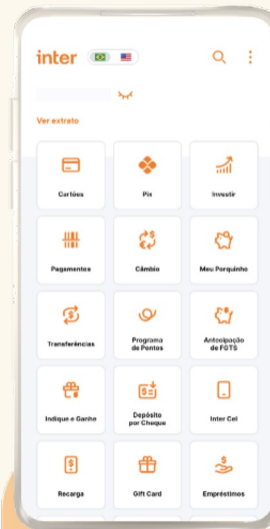 inter
Ver extrato
Cartões
Pix
Investir
Pagamentos
Câmbio
Meu Porquinho
Transferências
Programa
de Pontos
Antecipação
de FGTS
Indique e Ganhe
Depósito
por Cheque
Inter Cel
Recarga
Gift Card
Empréstimos